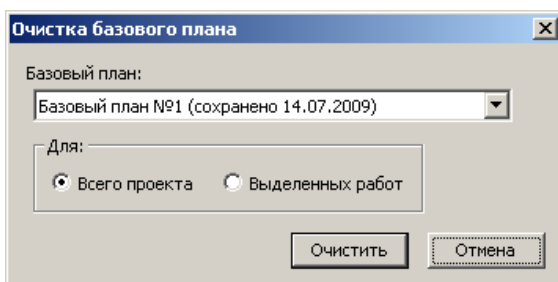 Очистка базового плана
Базовый план:
Базовый план №1 (сохранено 14.07.2009)
Для:
Всего проекта Выделенных работ
Очистить Отмена